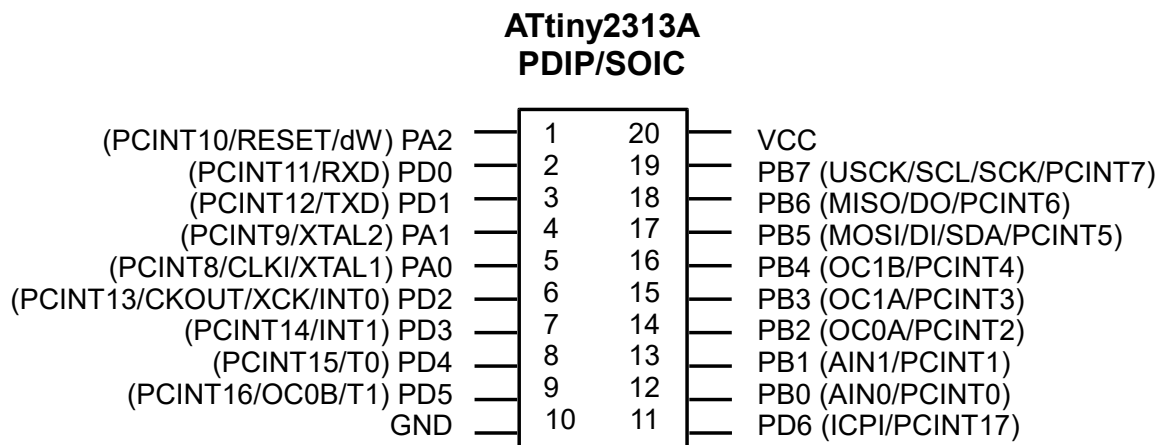 ATtiny2313A
PDIP/SOIC
(PCINT10/RESET/dW) PA2 1 20 VCC
(PCINT11/RXD) PD0 2 19 PB7 (USCK/SCL/SCK/PCINT7)
(PCINT12/TXD) PD1 3 18 PB6 (MISO/DO/PCINT6)
(PCINT9/XTAL2) PA1 4 17 PB5 (MOSI/DI/SDA/PCINT5)
(PCINT8/CLKI/XTAL1) PA0 5 16 PB4 (OC1B/PCINT4)
(PCINT13/CKOUT/XCK/INT0) PD2 6 15 PB3 (OC1A/PCINT3)
(PCINT14/INT1) PD3 7 14 PB2 (OC0A/PCINT2)
(PCINT15/T0) PD4 8 13 PB1 (AIN1/PCINT1)
(PCINT16/OC0B/T1) PD5 9 12 PB0 (AIN0/PCINT0)
GND 10 11 PD6 (ICPI/PCINT17)